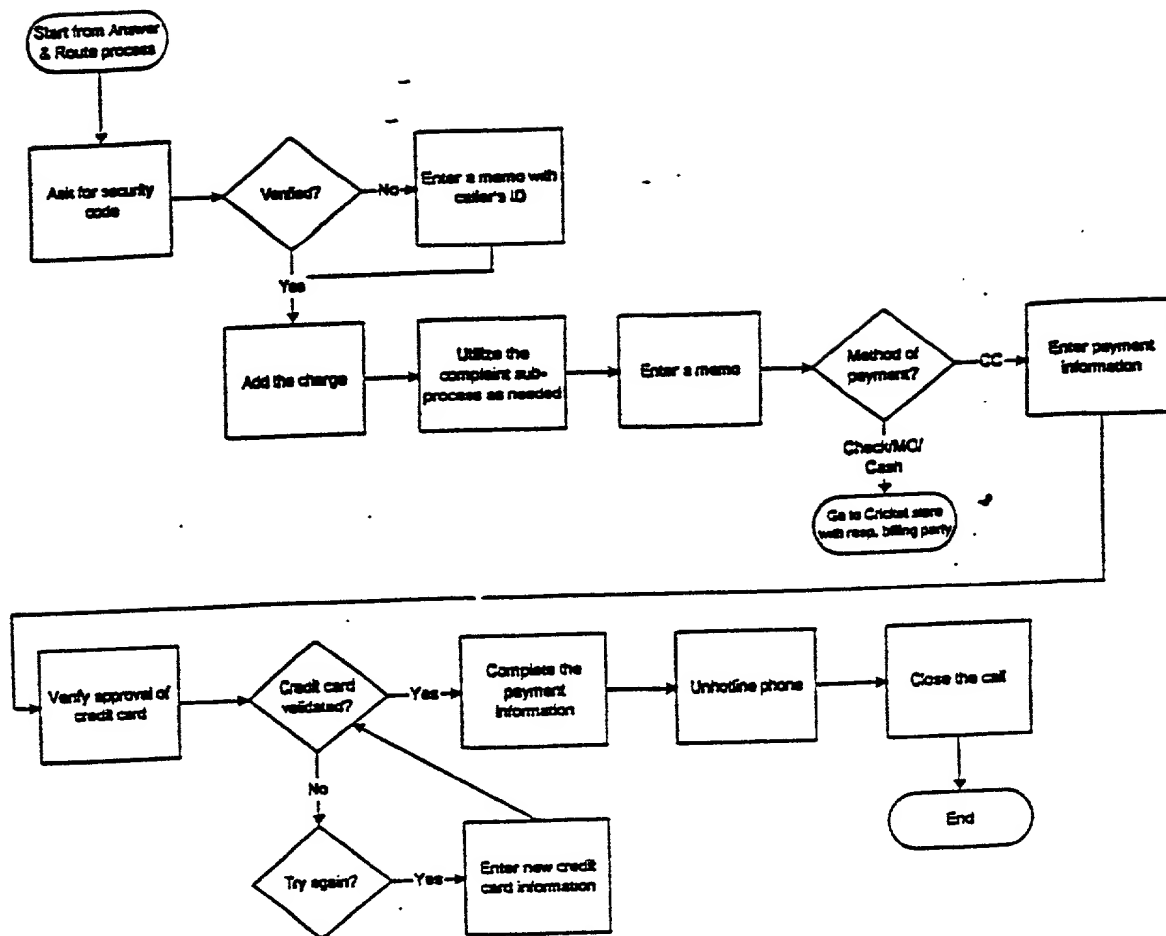 Start from Answer
& Route process
Ask for security
code
Verified?
No
Enter a memo with
caller's ID
Yes
Add the charge
Utilize the
complaint sub-
process as needed
Enter a memo
Method of
payment?
CC
Enter payment
information
Check/MO/
Cash
Go to Cricket store
with resp. billing party
Verify approval of
credit card
Credit card
validated?
Yes
Complete the
payment
information
Unhotline phone
Close the call
No
End
Try again?
Yes
Enter new credit
card information